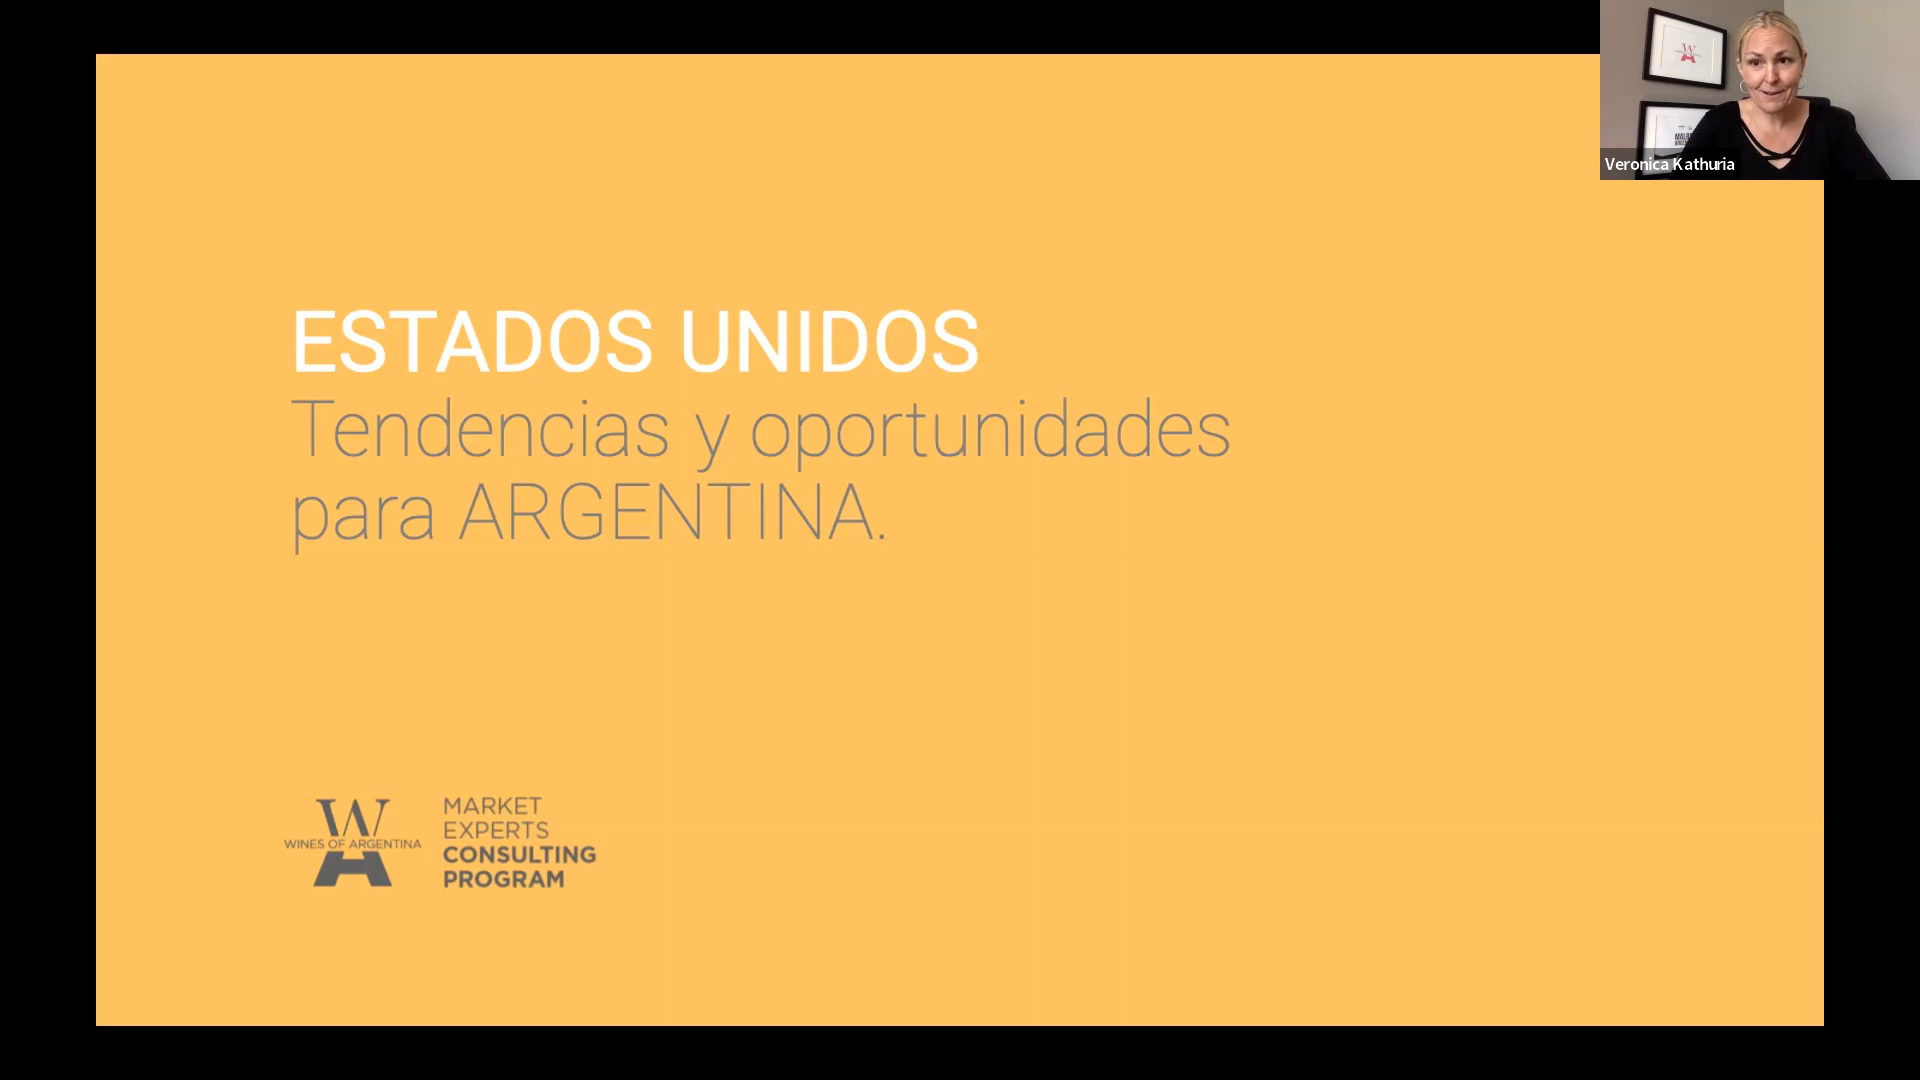 ESTADOS UNIDOS
Tendencias y oportunidades
para ARGENTINA.
W
WINES OF ARGENTINA
A
MARKET
EXPERTS
CONSULTING
PROGRAM
Veronica Kathuria